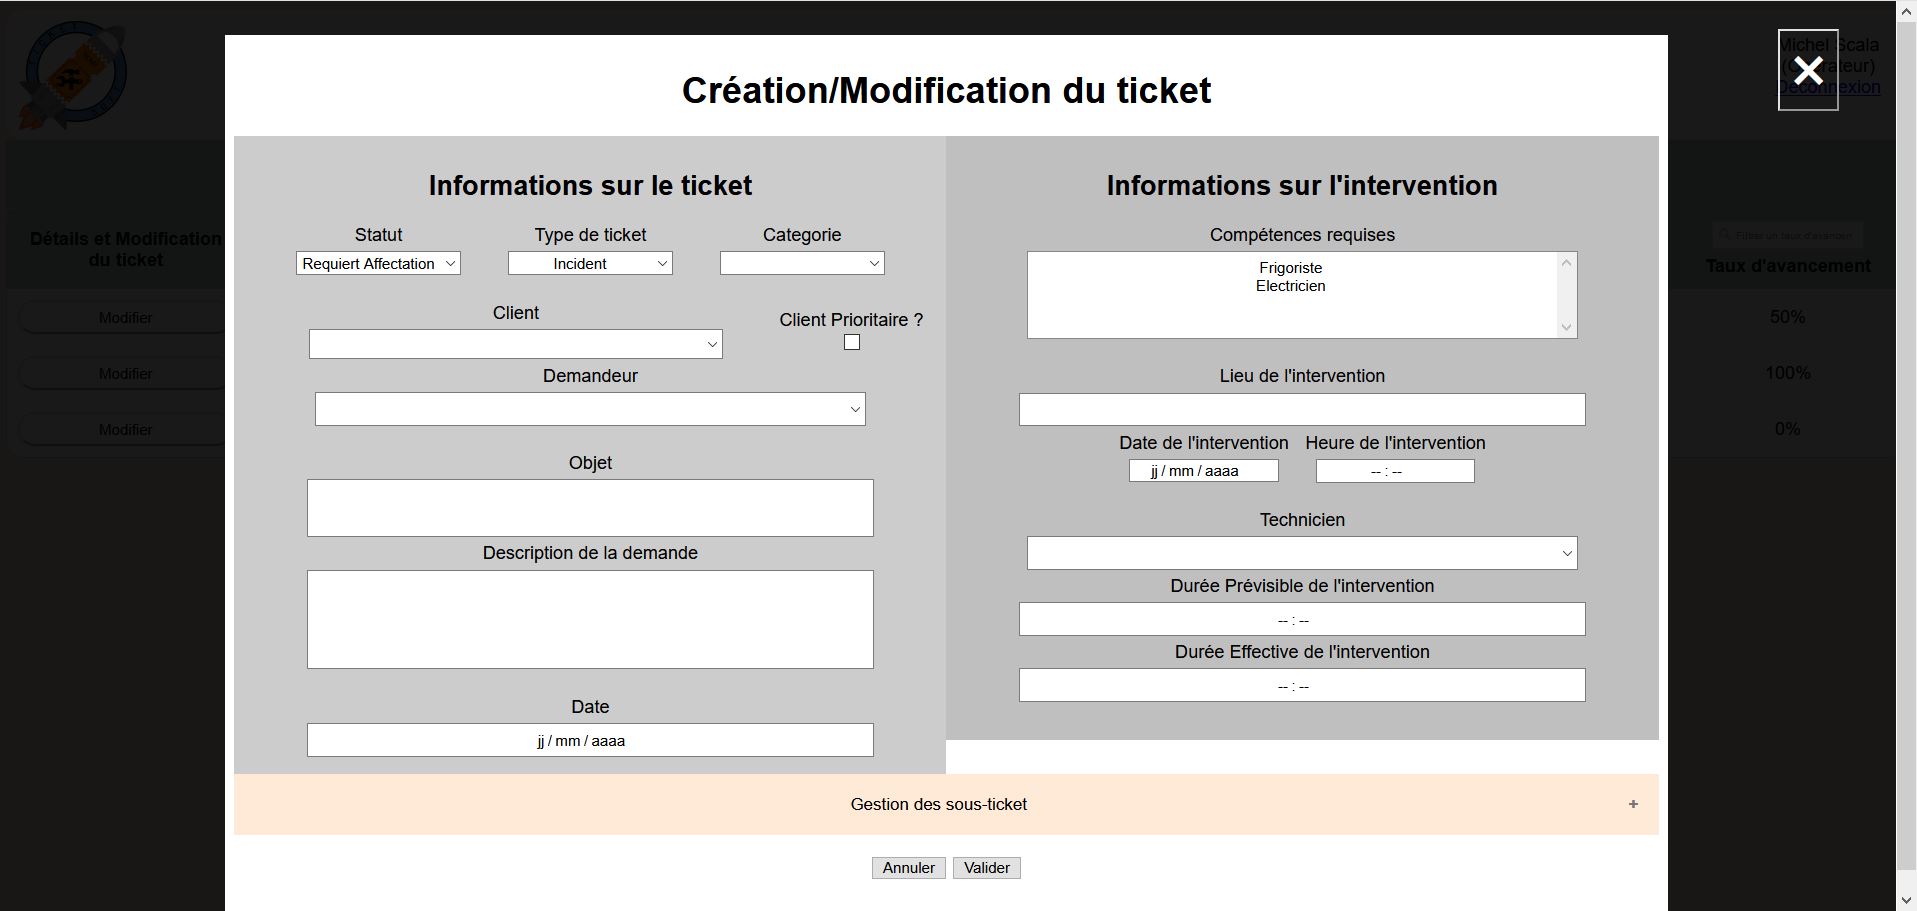 Michel Scala
Déconnexion
Création/Modification du ticket
Informations sur le ticket
Statut Type de ticket Categorie
Requiert Affectation Incident
Client
Client Prioritaire ?
Demandeur
Objet
Description de la demande
Date
jj / mm / aaaa
Informations sur l'intervention
Compétences requises
Frigoriste
Electricien
Lieu de l'intervention
Date de l'intervention Heure de l'intervention
jj / mm / aaaa -- : --
Technicien
Durée Prévisible de l'intervention
-- : --
Durée Effective de l'intervention
-- : --
Gestion des sous-ticket +
Annuler Valider
Détails et Modification
du ticket
Modifier
Modifier
Modifier
Taux d'avancement
50%
100%
0%